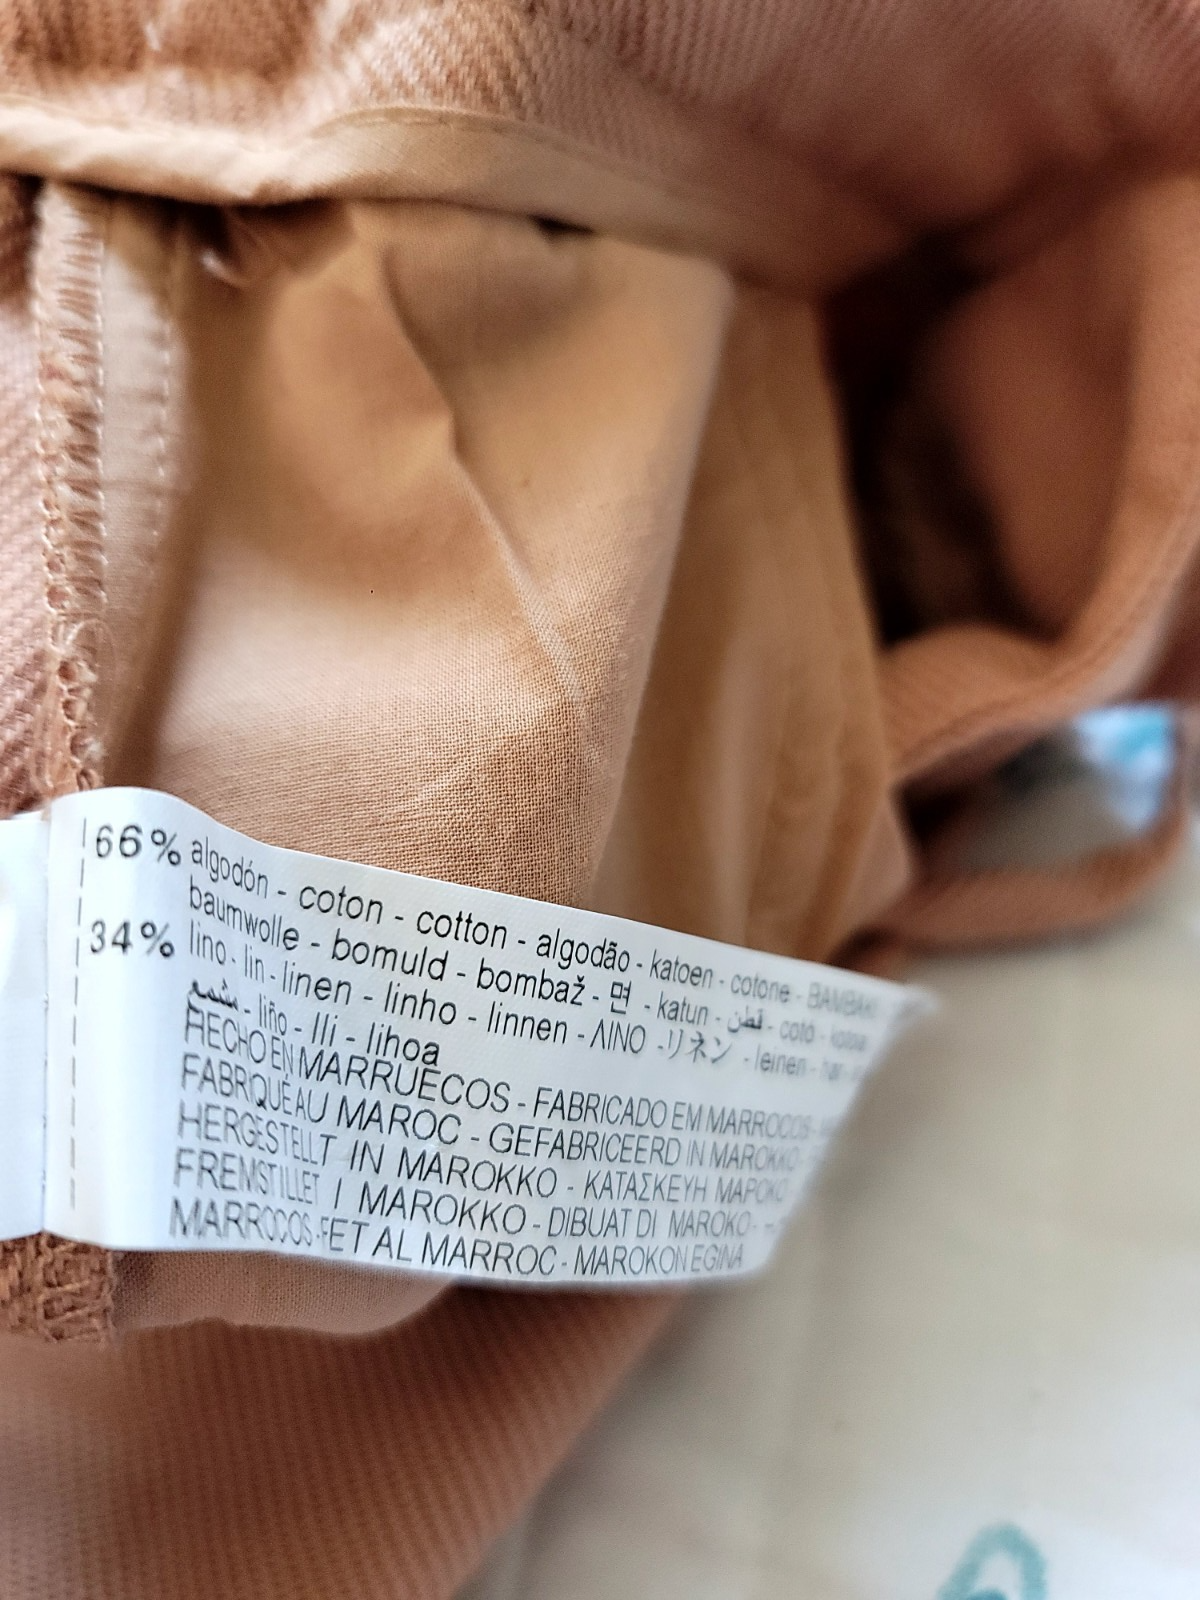 66% algodón - coton - cotton - algodão - katoen - cotone - BAMBAKI
baumwolle - bomuld - bombaž - 면 - katun - قطن - cotó - kotoia
34% lino - lin - linen - linho - linnen - ΛΙΝΟ - リネン - leinen - hør
مشمع - liño - lli - lihoa
HECHO EN MARRUECOS - FABRICADO EM MARROCOS
FABRIQUÉ AU MAROC - GEFABRICEERD IN MAROKKO
HERGESTELLT IN MAROKKO - ΚΑΤΑΣΚΕΥΗ ΜΑΡΟΚΟ
FREMSTILLET I MAROKKO - DIBUAT DI MAROKO
MARROCOS - FET AL MARROC - MAROKON EGINA